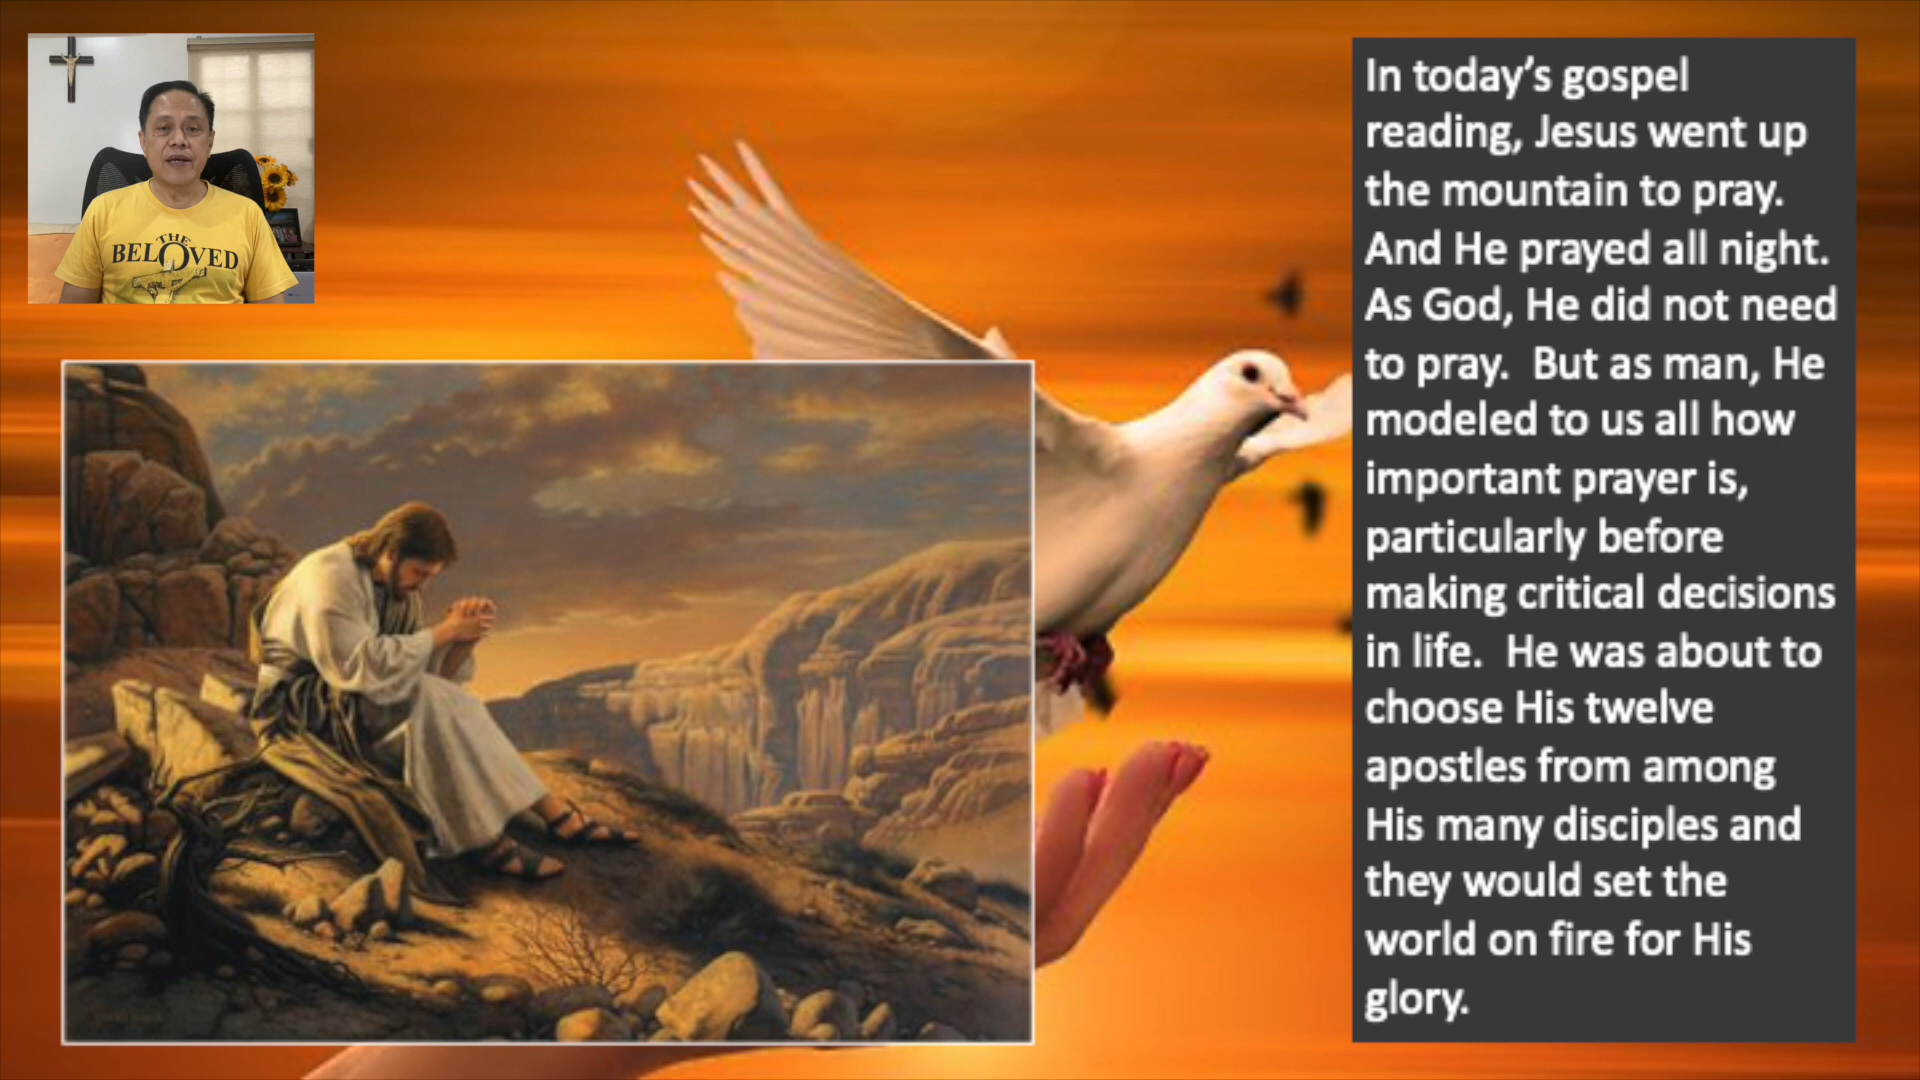 THE
BELOVED
In today’s gospel
reading, Jesus went up
the mountain to pray.
And He prayed all night.
As God, He did not need
to pray.  But as man, He
modeled to us all how
important prayer is,
particularly before
making critical decisions
in life.  He was about to
choose His twelve
apostles from among
His many disciples and
they would set the
world on fire for His
glory.